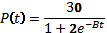 P(t) = 30 / (1 + 2e^{-Bt})